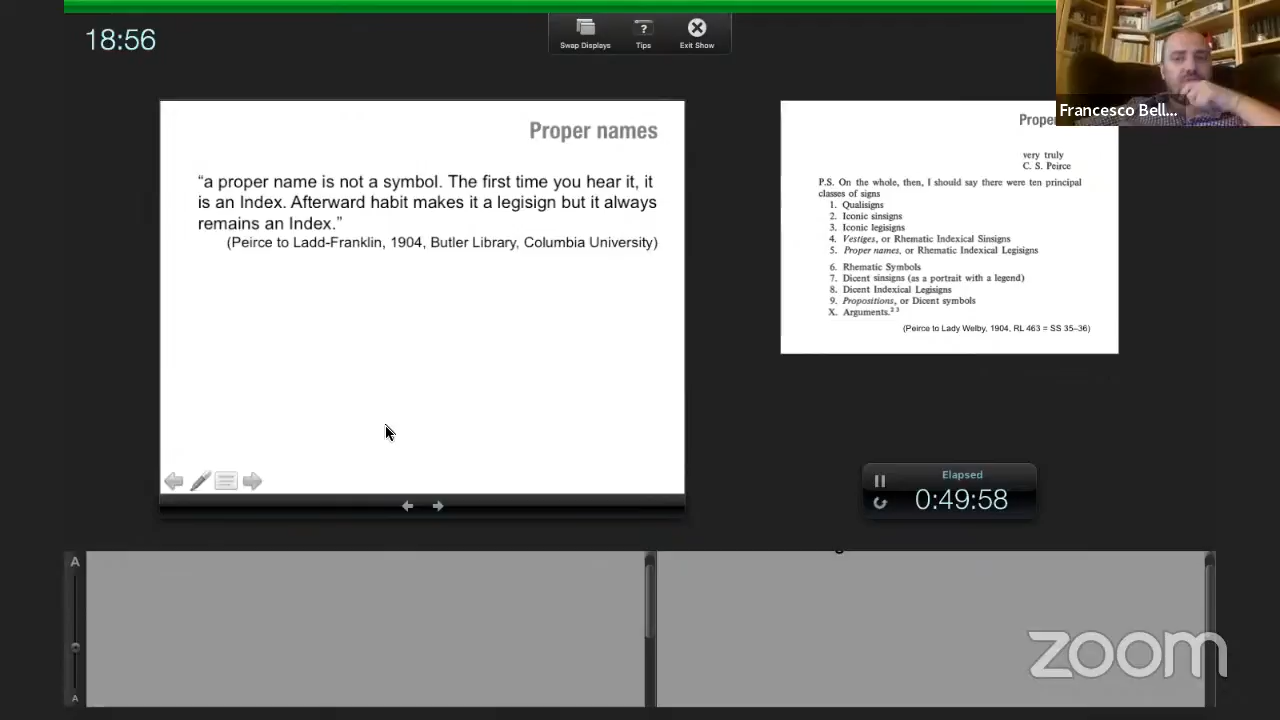 18:56
Swap Displays
Tips
Exit Show
Francesco Bell...
Proper names
“a proper name is not a symbol. The first time you hear it, it
is an Index. Afterward habit makes it a legisign but it always
remains an Index.”
(Peirce to Ladd-Franklin, 1904, Butler Library, Columbia University)
Proper
very truly
C. S. Peirce
P.S. On the whole, then, I should say there were ten principal
classes of signs
1. Qualisigns
2. Iconic sinsigns
3. Iconic legisigns
4. Vestiges, or Rhematic Indexical Sinsigns
5. Proper names, or Rhematic Indexical Legisigns
6. Rhematic Symbols
7. Dicent sinsigns (as a portrait with a legend)
8. Dicent Indexical Legisigns
9. Propositions, or Dicent symbols
X. Arguments.²³
(Peirce to Lady Welby, 1904, RL 463 = SS 35–36)
Elapsed
0:49:58
A
A
zoom